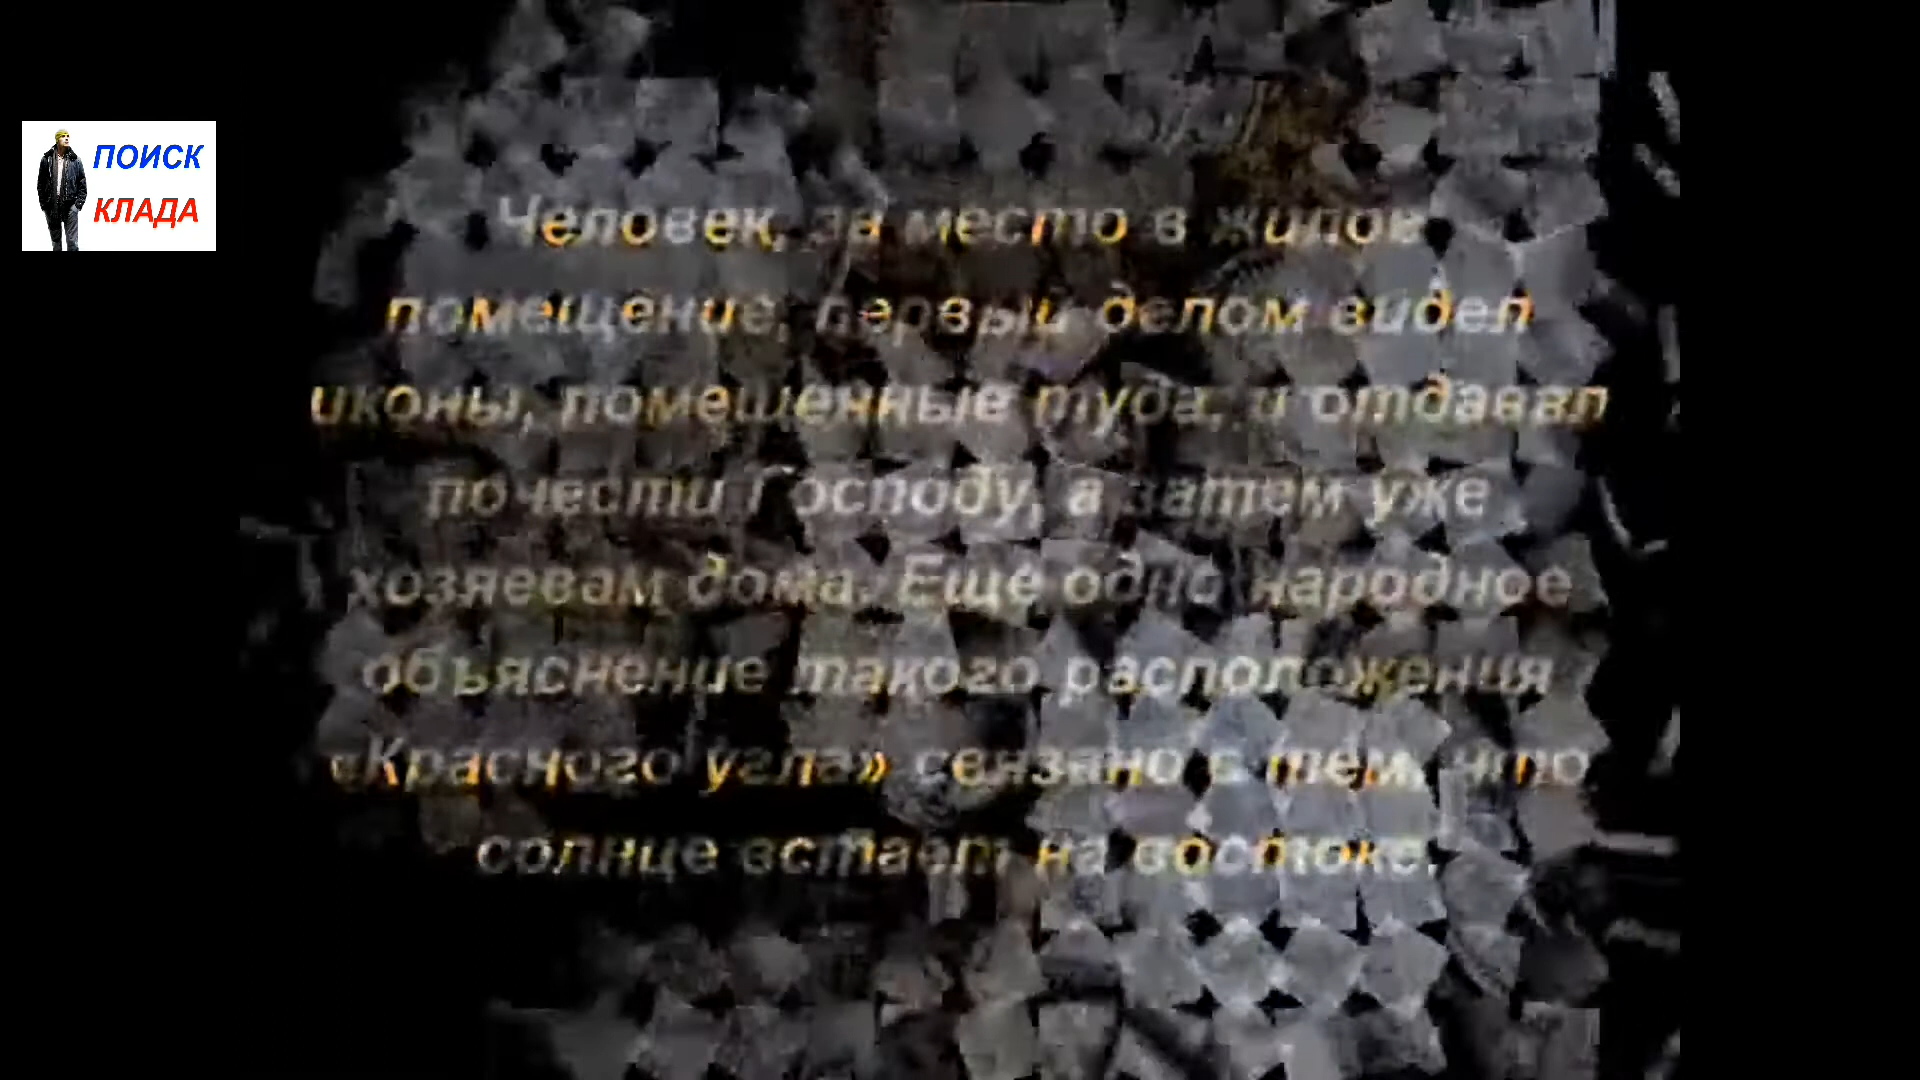 ПОИСК
КЛАДА
Человек, за место в жилое
помещение, первый делом видел
иконы, помещенные туда, и отдавал
почести Господу, а затем уже
хозяевам дома. Еще одно народное
объяснение такого расположения
«Красного угла» связано с тем, что
солнце встает на востоке.